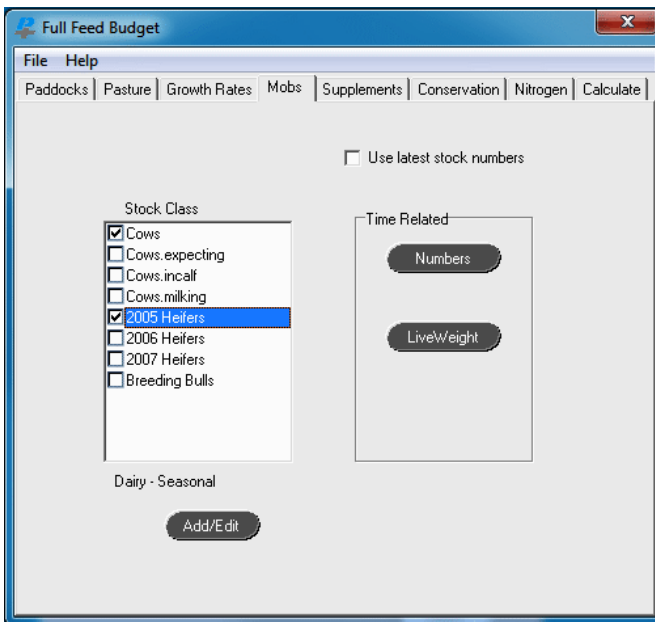 Full Feed Budget
File Help
Paddocks Pasture Growth Rates Mobs Supplements Conservation Nitrogen Calculate
Use latest stock numbers
Stock Class
Cows
Cows.expecting
Cows.incalf
Cows.milking
2005 Heifers
2006 Heifers
2007 Heifers
Breeding Bulls
Time Related
Numbers
LiveWeight
Dairy - Seasonal
Add/Edit